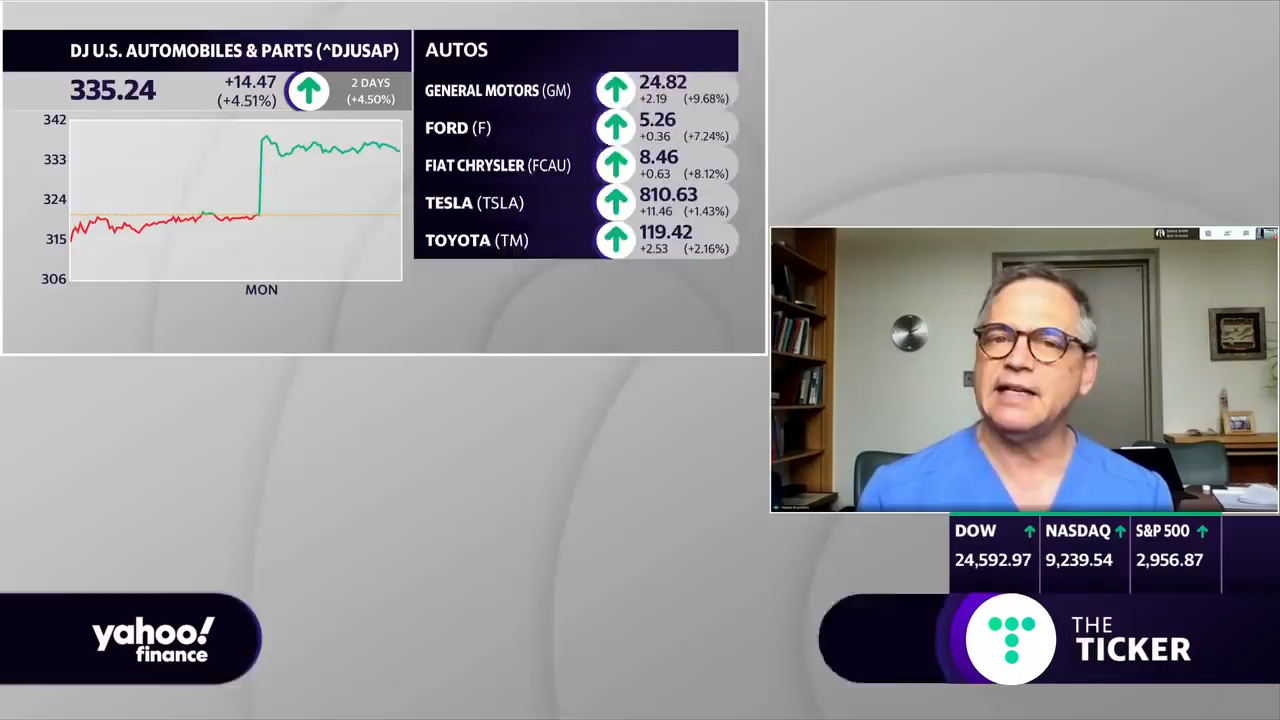 DJ U.S. AUTOMOBILES & PARTS (^DJUSAP)
335.24
+14.47
(+4.51%)
2 DAYS
(+4.50%)
342
333
324
315
306
MON
AUTOS
GENERAL MOTORS (GM)
24.82
+2.19 (+9.68%)
FORD (F)
5.26
+0.36 (+7.24%)
FIAT CHRYSLER (FCAU)
8.46
+0.63 (+8.12%)
TESLA (TSLA)
810.63
+11.46 (+1.43%)
TOYOTA (TM)
119.42
+2.53 (+2.16%)
DOW
24,592.97
NASDAQ
9,239.54
S&P 500
2,956.87
yahoo!
finance
THE
TICKER